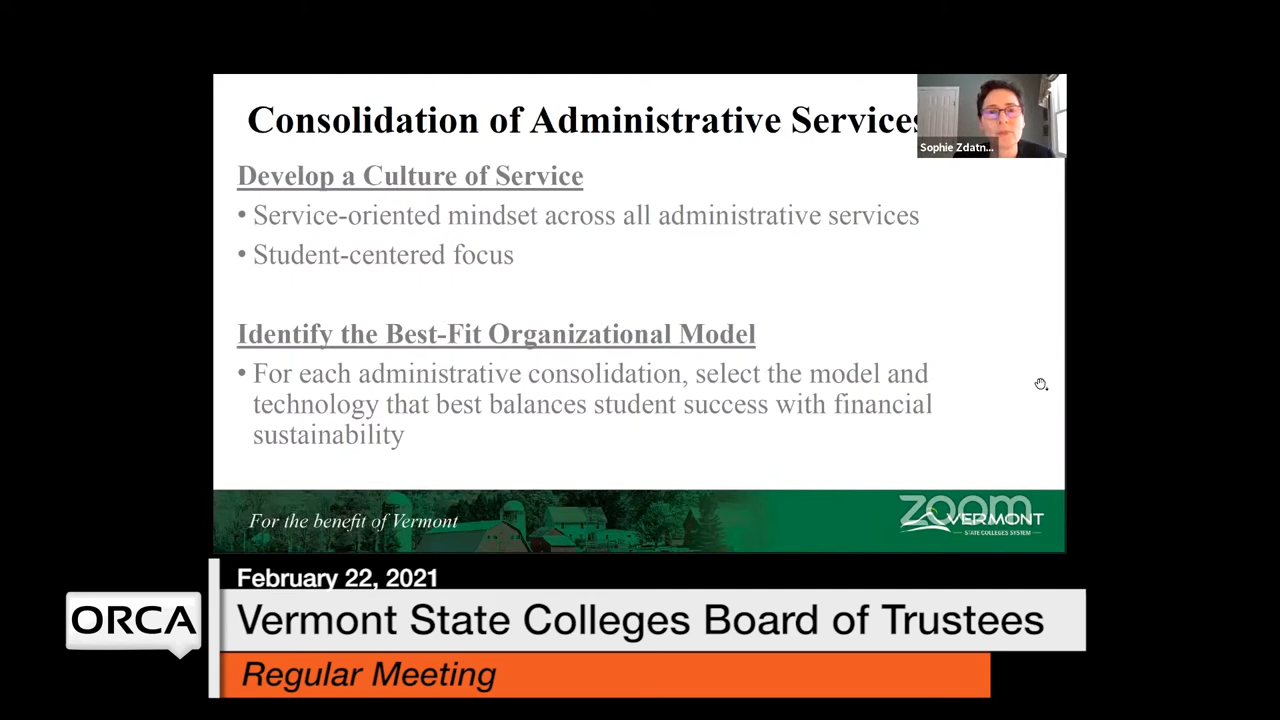 Consolidation of Administrative Services
Sophie Zdatn...
Develop a Culture of Service
• Service-oriented mindset across all administrative services
• Student-centered focus
Identify the Best-Fit Organizational Model
• For each administrative consolidation, select the model and
technology that best balances student success with financial
sustainability
For the benefit of Vermont
zoom
VERMONT
STATE COLLEGES SYSTEM
February 22, 2021
ORCA
Vermont State Colleges Board of Trustees
Regular Meeting